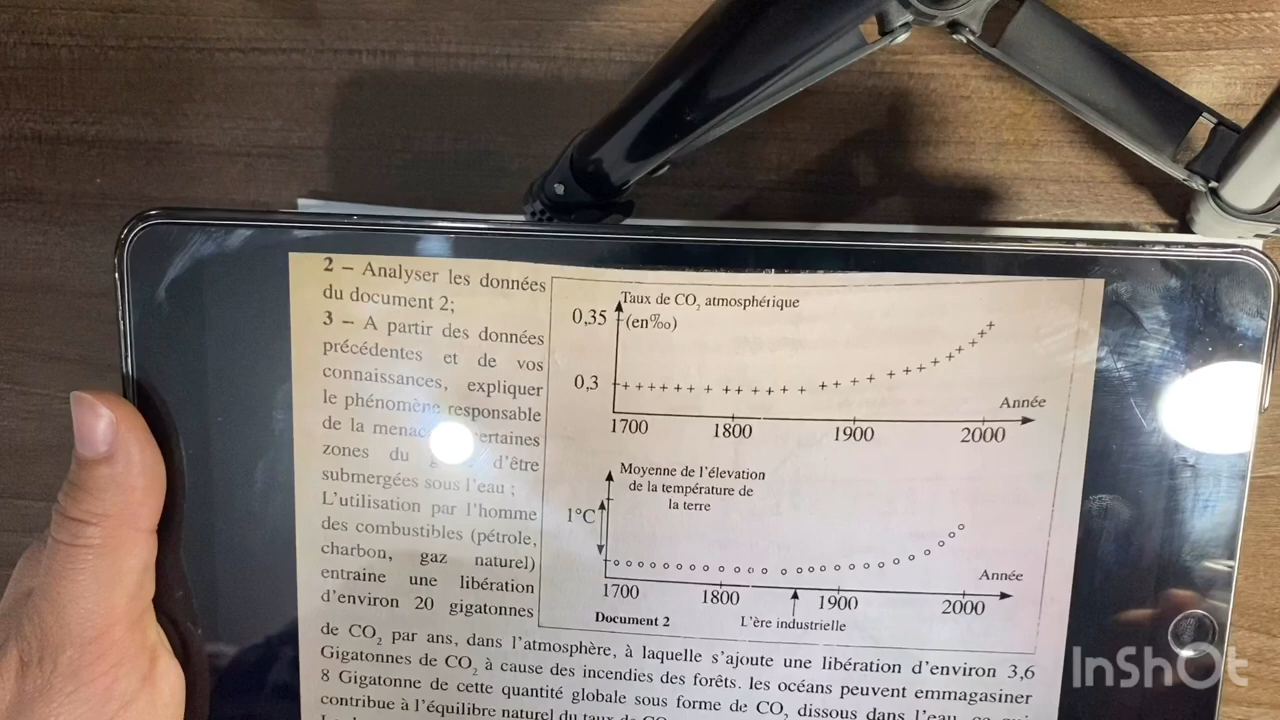 2 – Analyser les données
du document 2;
3 – A partir des données
précédentes et de vos
connaissances, expliquer
le phénomène responsable
de la
zones du d'être
submergées sous l'eau ;
L'utilisation par l'homme
des combustibles (pétrole,
charbon, gaz naturel)
entraine une libération
d'environ 20 gigatonnes
Taux de CO₂ atmosphérique
(en‰)
0,35
0,3
Année
1700 1800 1900 2000
Moyenne de l'élevation
de la température de
la terre
1°C
Année
1700 1800 1900 2000
Document 2
L'ère industrielle
de CO₂ par ans, dans l'atmosphère, à laquelle s'ajoute une libération d'environ 3,6
Gigatonnes de CO₂ à cause des incendies des forêts. les océans peuvent emmagasiner
8 Gigatonne de cette quantité globale sous forme de CO₂ dissous dans l'eau
contribue à l'équilibre naturel du taux de
InShOt